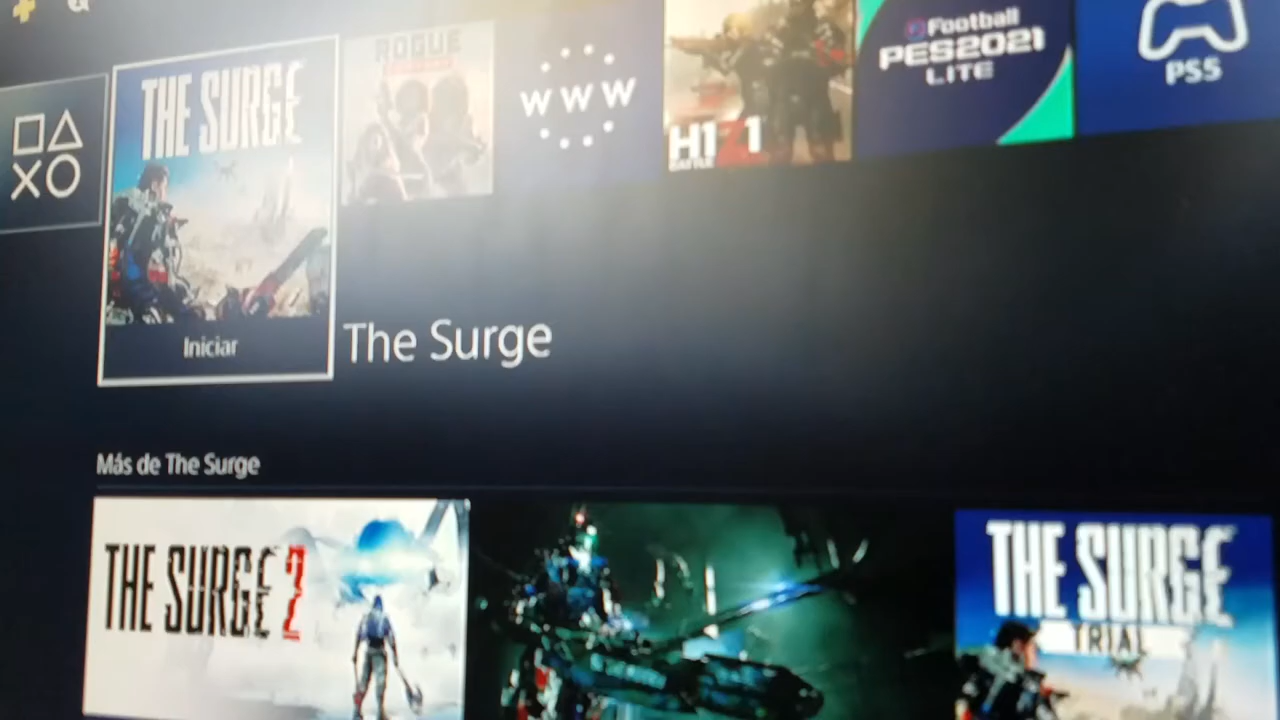 THE SURGE
Iniciar
ROGUE
WWW
H1Z1
BATTLE
eFootball
PES2021
LITE
PS5
The Surge
Más de The Surge
THE SURGE 2
THE SURGE
TRIAL